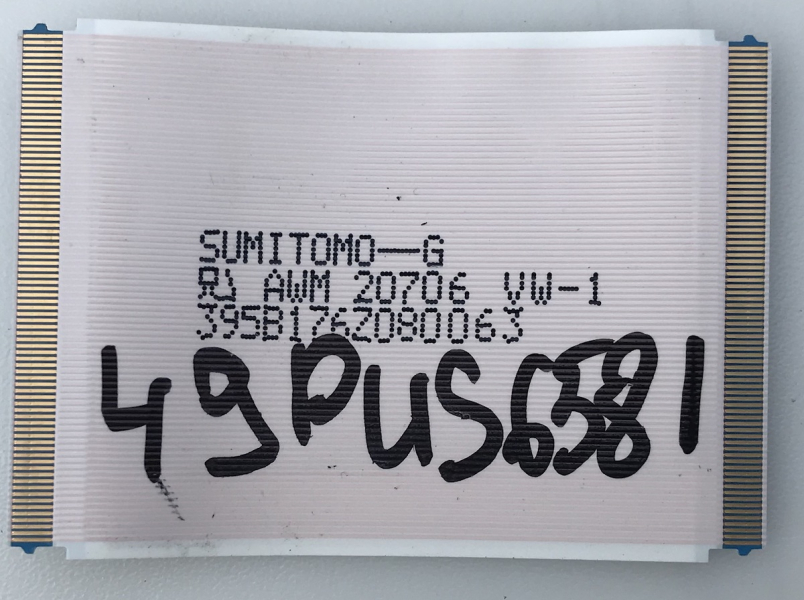 SUMITOMO-G
AWM 20706 VW-1
395B176Z080063
49PUS6581